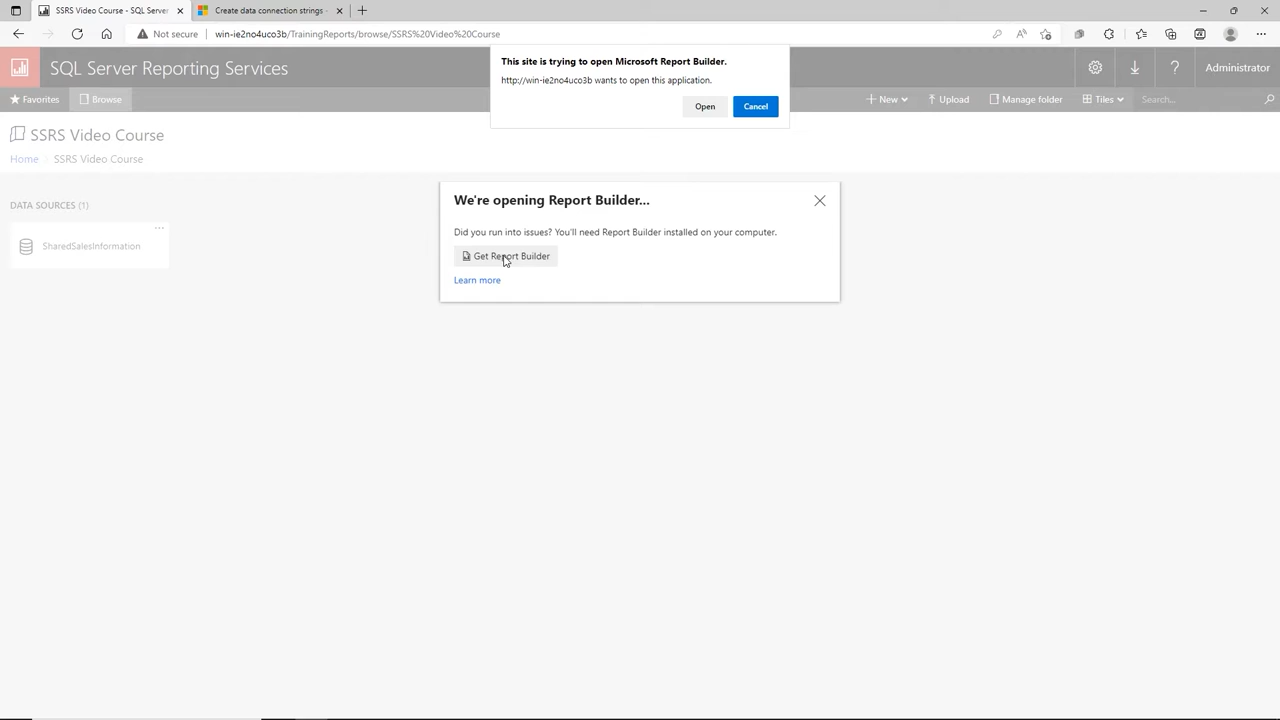 SSRS Video Course - SQL Server
Create data connection strings -
Not secure
win-ie2no4uco3b/TrainingReports/browse/SSRS%20Video%20Course
This site is trying to open Microsoft Report Builder.
http://win-ie2no4uco3b wants to open this application.
Open
Cancel
SQL Server Reporting Services
Administrator
Favorites
Browse
New
Upload
Manage folder
Tiles
Search...
SSRS Video Course
Home
SSRS Video Course
DATA SOURCES (1)
SharedSalesInformation
We're opening Report Builder...
Did you run into issues? You'll need Report Builder installed on your computer.
Get Report Builder
Learn more